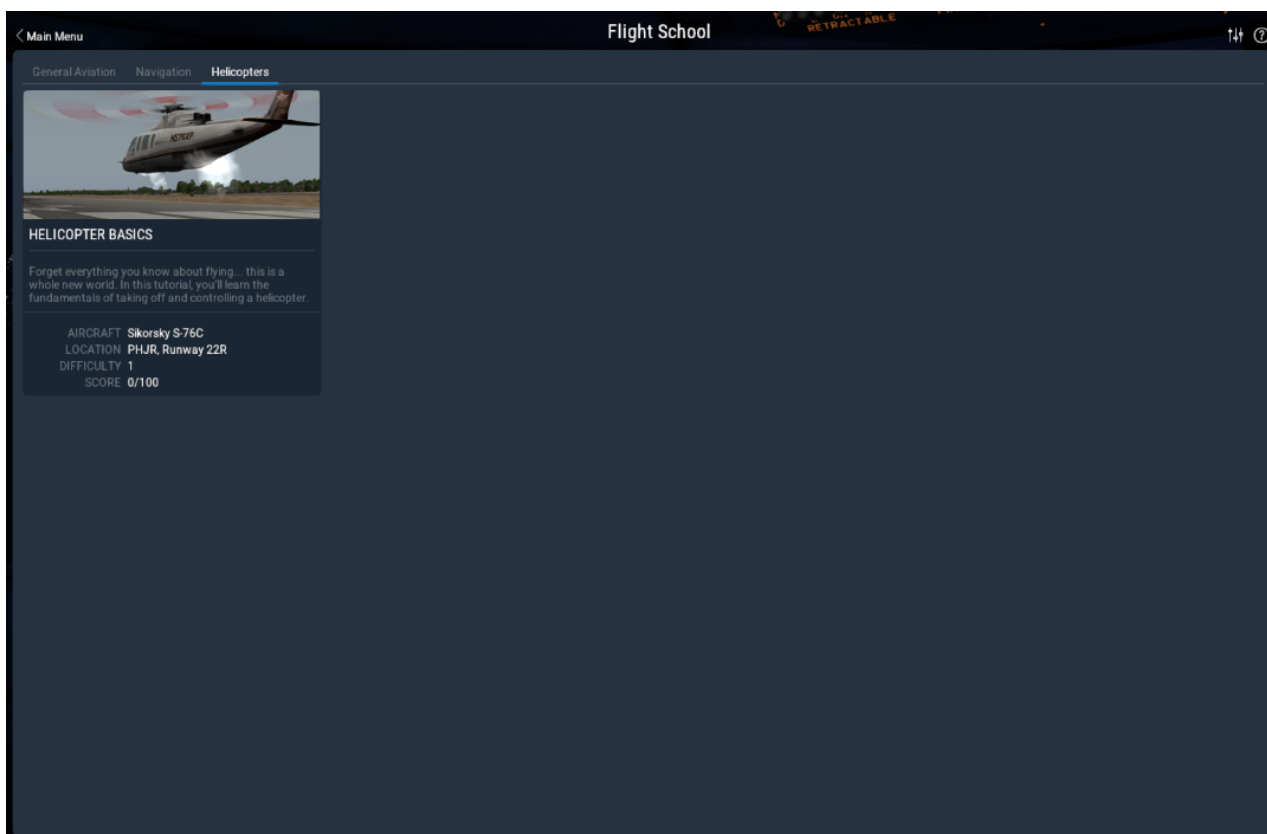 RETRACTABLE
Main Menu
Flight School
General Aviation Navigation Helicopters
N576XP
HELICOPTER BASICS
Forget everything you know about flying... this is a
whole new world. In this tutorial, you'll learn the
fundamentals of taking off and controlling a helicopter.
AIRCRAFT Sikorsky S-76C
LOCATION PHJR, Runway 22R
DIFFICULTY 1
SCORE 0/100